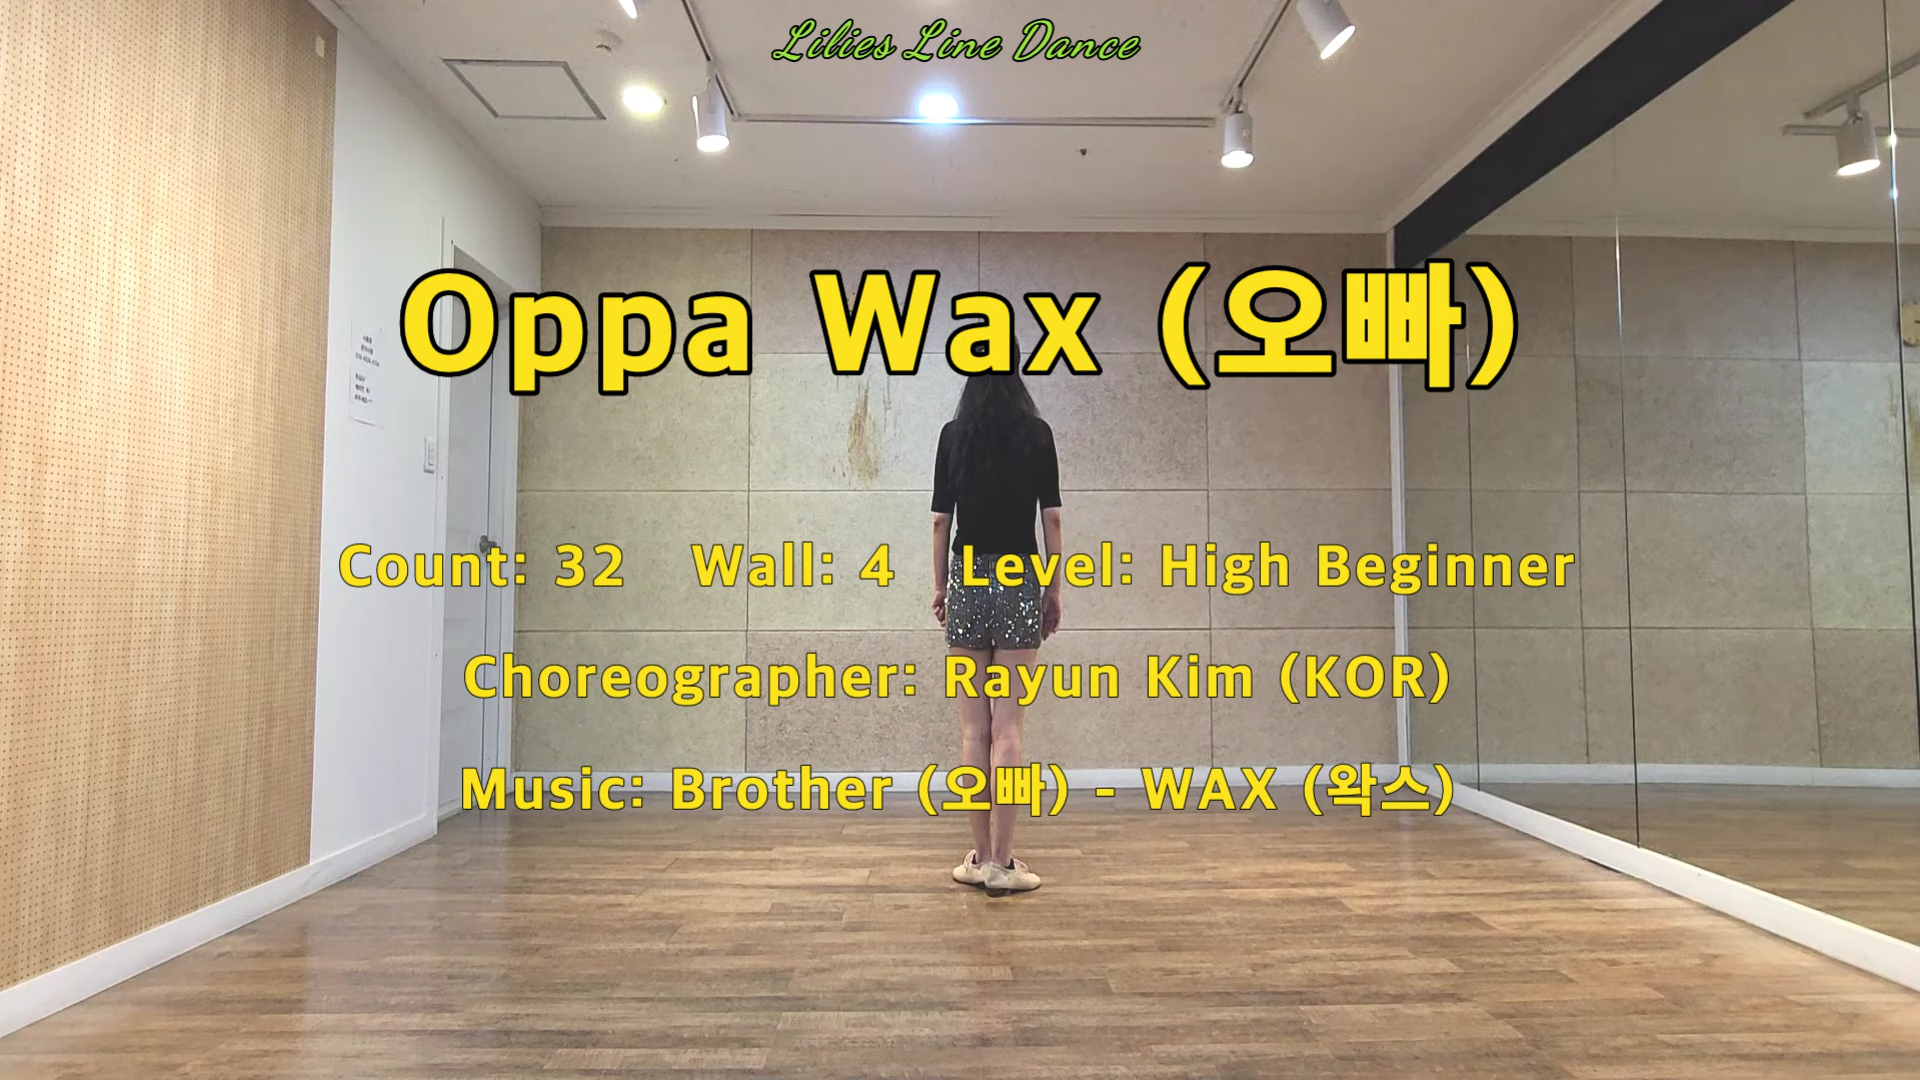 Lilies Line Dance
Oppa Wax (오빠)
Count: 32 Wall: 4 Level: High Beginner
Choreographer: Rayun Kim (KOR)
Music: Brother (오빠) - WAX (왁스)